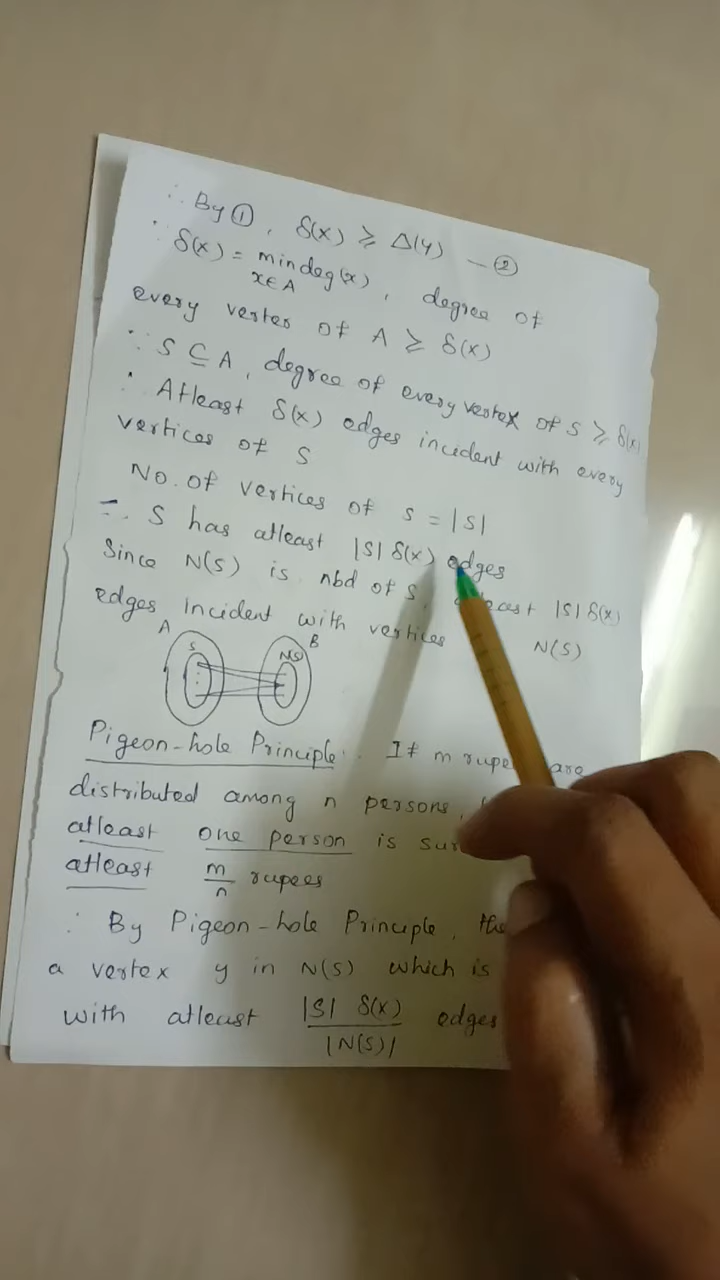 ∴ By ①, δ(x) ≥ Δ(y) — ②
∵ δ(x) = min deg(x), degree of
x∈A
every vertex of A ≥ δ(x)
∵ S ⊆ A, degree of every vertex of S ≥ δ(x)
∴ Atleast δ(x) edges incident with every
vertices of S
No. of vertices of S = |S|
∴ S has atleast |S| δ(x) edges
Since N(S) is nbd of S, atleast |S| δ(x)
edges incident with vertices N(S)
A B
S N(S)
Pigeon-hole Principle: If m rupees are
distributed among n persons,
atleast one person is
atleast m/n rupees
∴ By Pigeon-hole Principle,
a vertex y in N(S) which is
with atleast |S| δ(x) / |N(S)| edges